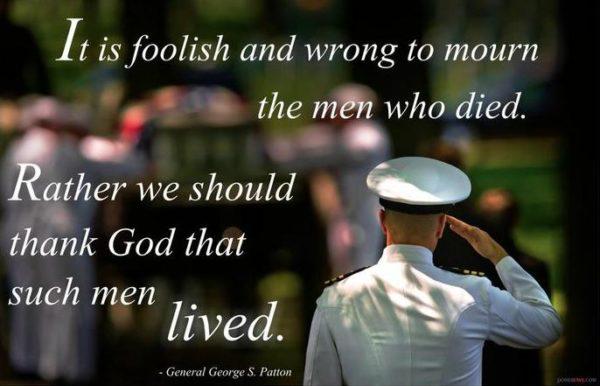 It is foolish and wrong to mourn
the men who died.
Rather we should
thank God that
such men
lived.
- General George S. Patton